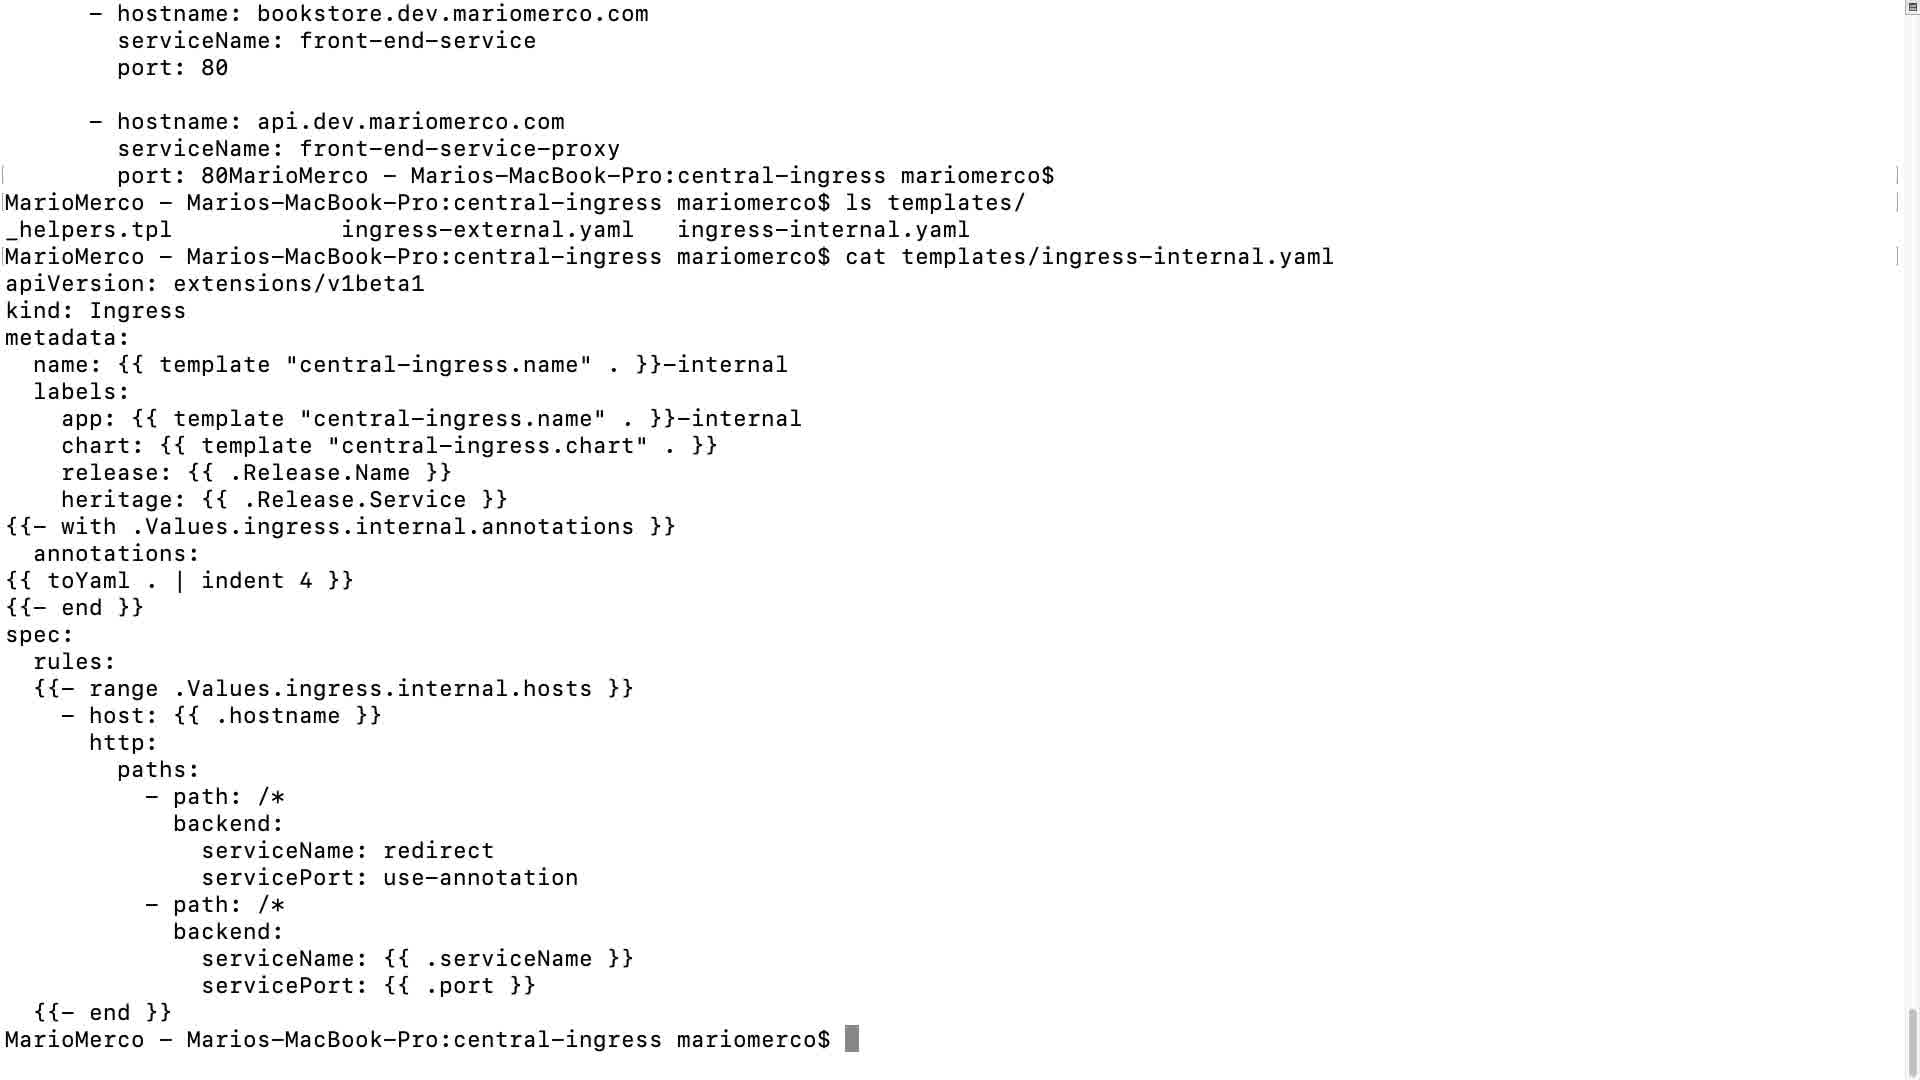 - hostname: bookstore.dev.mariomerco.com
serviceName: front-end-service
port: 80
- hostname: api.dev.mariomerco.com
serviceName: front-end-service-proxy
port: 80MarioMerco - Marios-MacBook-Pro:central-ingress mariomerco$
MarioMerco - Marios-MacBook-Pro:central-ingress mariomerco$ ls templates/
_helpers.tpl            ingress-external.yaml   ingress-internal.yaml
MarioMerco - Marios-MacBook-Pro:central-ingress mariomerco$ cat templates/ingress-internal.yaml
apiVersion: extensions/v1beta1
kind: Ingress
metadata:
  name: {{ template "central-ingress.name" . }}-internal
  labels:
    app: {{ template "central-ingress.name" . }}-internal
    chart: {{ template "central-ingress.chart" . }}
    release: {{ .Release.Name }}
    heritage: {{ .Release.Service }}
{{- with .Values.ingress.internal.annotations }}
  annotations:
{{ toYaml . | indent 4 }}
{{- end }}
spec:
  rules:
  {{- range .Values.ingress.internal.hosts }}
    - host: {{ .hostname }}
      http:
        paths:
          - path: /*
            backend:
              serviceName: redirect
              servicePort: use-annotation
          - path: /*
            backend:
              serviceName: {{ .serviceName }}
              servicePort: {{ .port }}
  {{- end }}
MarioMerco - Marios-MacBook-Pro:central-ingress mariomerco$